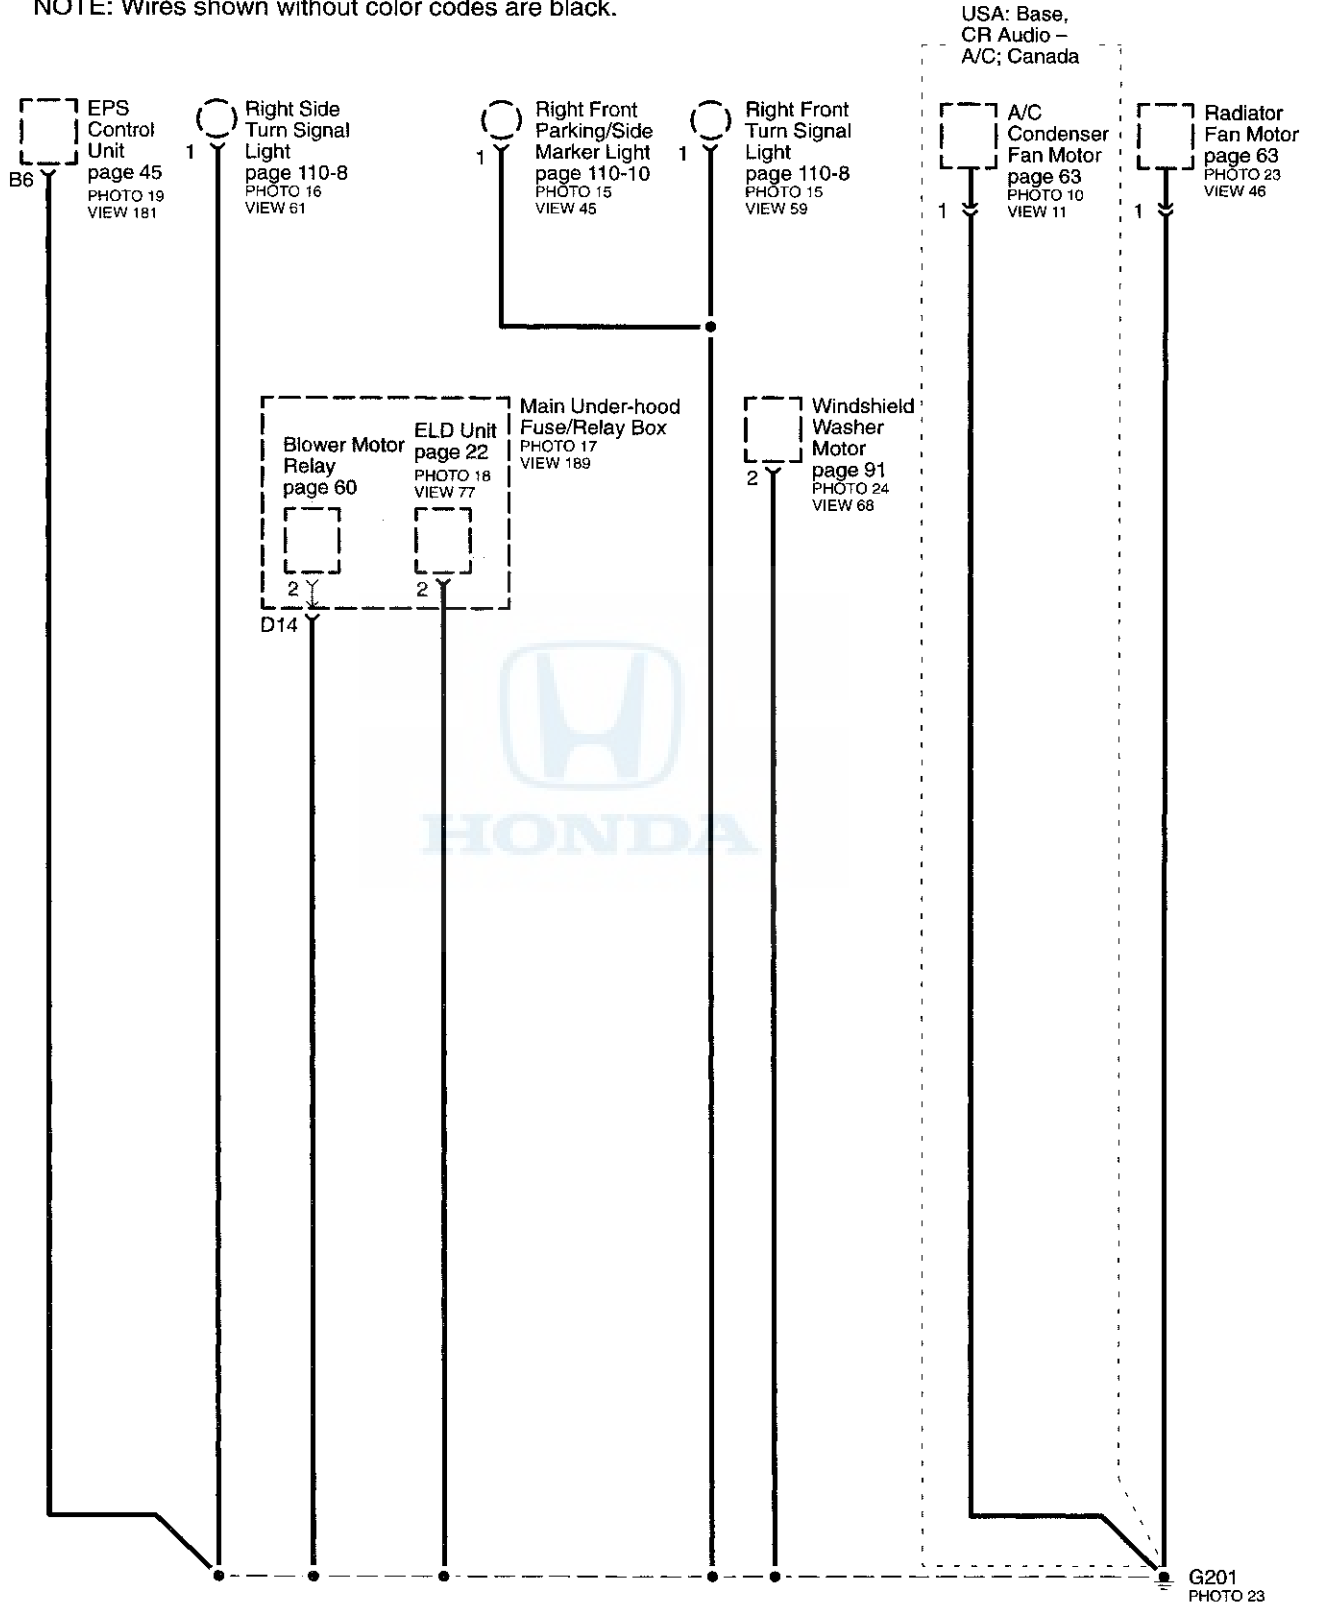 NOTE: Wires shown without color codes are black.
USA: Base,
CR Audio –
A/C; Canada
EPS
Control
Unit
page 45
PHOTO 19
VIEW 181
B6
Right Side
Turn Signal
Light
page 110-8
PHOTO 16
VIEW 61
1
Right Front
Parking/Side
Marker Light
page 110-10
PHOTO 15
VIEW 45
1
Right Front
Turn Signal
Light
page 110-8
PHOTO 15
VIEW 59
1
A/C
Condenser
Fan Motor
page 63
PHOTO 10
VIEW 11
1
Radiator
Fan Motor
page 63
PHOTO 23
VIEW 46
1
Main Under-hood
Fuse/Relay Box
PHOTO 17
VIEW 189
Blower Motor
Relay
page 60
2
D14
ELD Unit
page 22
PHOTO 18
VIEW 77
2
Windshield
Washer
Motor
page 91
PHOTO 24
VIEW 68
2
HONDA
G201
PHOTO 23